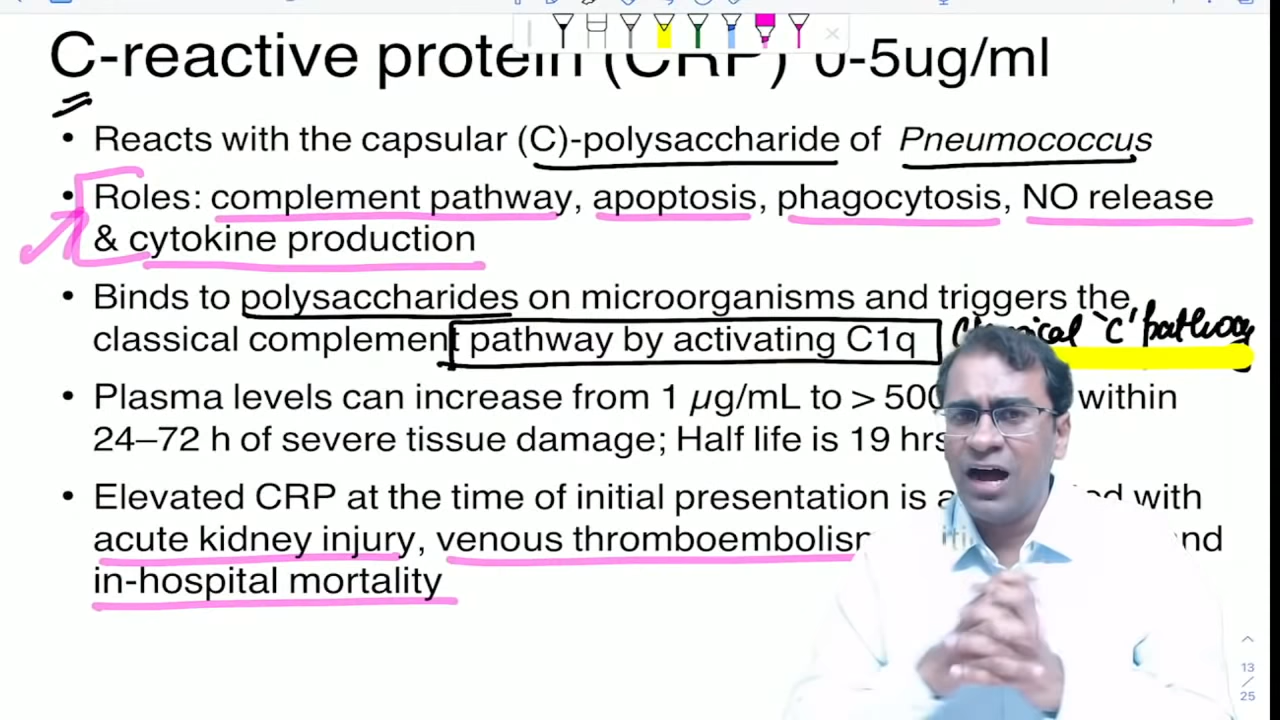 C-reactive protein (CRP) 0-5ug/ml
• Reacts with the capsular (C)-polysaccharide of Pneumococcus
• Roles: complement pathway, apoptosis, phagocytosis, NO release
& cytokine production
• Binds to polysaccharides on microorganisms and triggers the
classical complement pathway by activating C1q
'C' pathway
• Plasma levels can increase from 1 µg/mL to > 500 within
24–72 h of severe tissue damage; Half life is 19 hrs
• Elevated CRP at the time of initial presentation is with
acute kidney injury, venous thromboembolism
in-hospital mortality
13
/
25